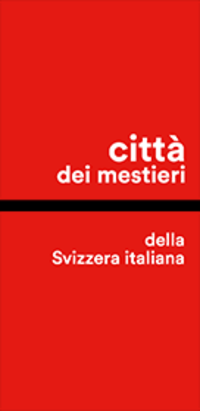 città
dei mestieri
della
Svizzera italiana